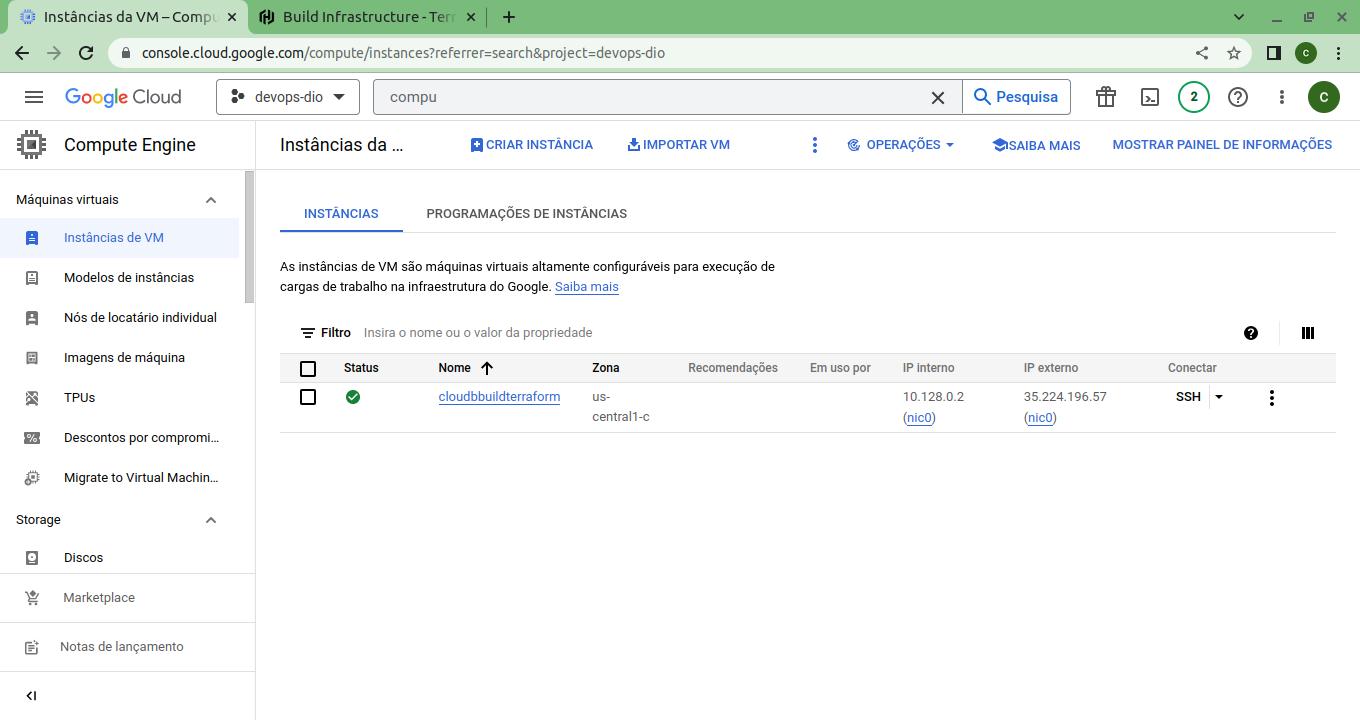 Instâncias da VM – Compu
Build Infrastructure - Terr
console.cloud.google.com/compute/instances?referrer=search&project=devops-dio
C
Google Cloud
devops-dio
compu
Pesquisa
2
C
Compute Engine
Instâncias da ...
CRIAR INSTÂNCIA
IMPORTAR VM
OPERAÇÕES
SAIBA MAIS
MOSTRAR PAINEL DE INFORMAÇÕES
Máquinas virtuais
Instâncias de VM
Modelos de instâncias
Nós de locatário individual
Imagens de máquina
TPUs
Descontos por compromi...
Migrate to Virtual Machin...
Storage
Discos
Marketplace
Notas de lançamento
INSTÂNCIAS
PROGRAMAÇÕES DE INSTÂNCIAS
As instâncias de VM são máquinas virtuais altamente configuráveis para execução de
cargas de trabalho na infraestrutura do Google. Saiba mais
Filtro
Insira o nome ou o valor da propriedade
Status
Nome
Zona
Recomendações
Em uso por
IP interno
IP externo
Conectar
cloudbbuildterraform
us-
central1-c
10.128.0.2
(nic0)
35.224.196.57
(nic0)
SSH